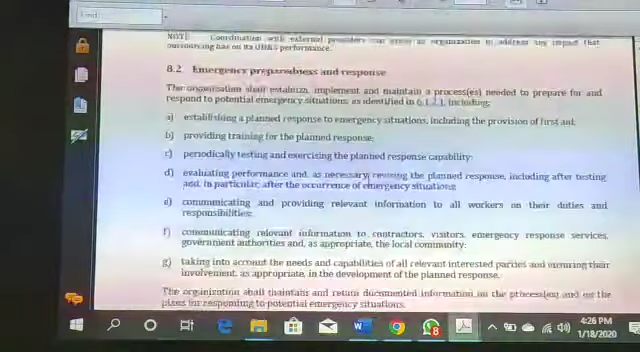 Find
NOTE Coordination with external providers can assist an organization to address any impact that
outsourcing has on its OH&S performance.
8.2 Emergency preparedness and response
The organization shall establish, implement and maintain a process(es) needed to prepare for and
respond to potential emergency situations, as identified in 6.1.2.1, including:
a) establishing a planned response to emergency situations, including the provision of first aid;
b) providing training for the planned response;
c) periodically testing and exercising the planned response capability;
d) evaluating performance and, as necessary, revising the planned response, including after testing
and, in particular, after the occurrence of emergency situations;
e) communicating and providing relevant information to all workers on their duties and
responsibilities;
f) communicating relevant information to contractors, visitors, emergency response services,
government authorities and, as appropriate, the local community;
g) taking into account the needs and capabilities of all relevant interested parties and ensuring their
involvement, as appropriate, in the development of the planned response.
The organization shall maintain and retain documented information on the process(es) and on the
plans for responding to potential emergency situations.
8
4:26 PM
1/18/2020